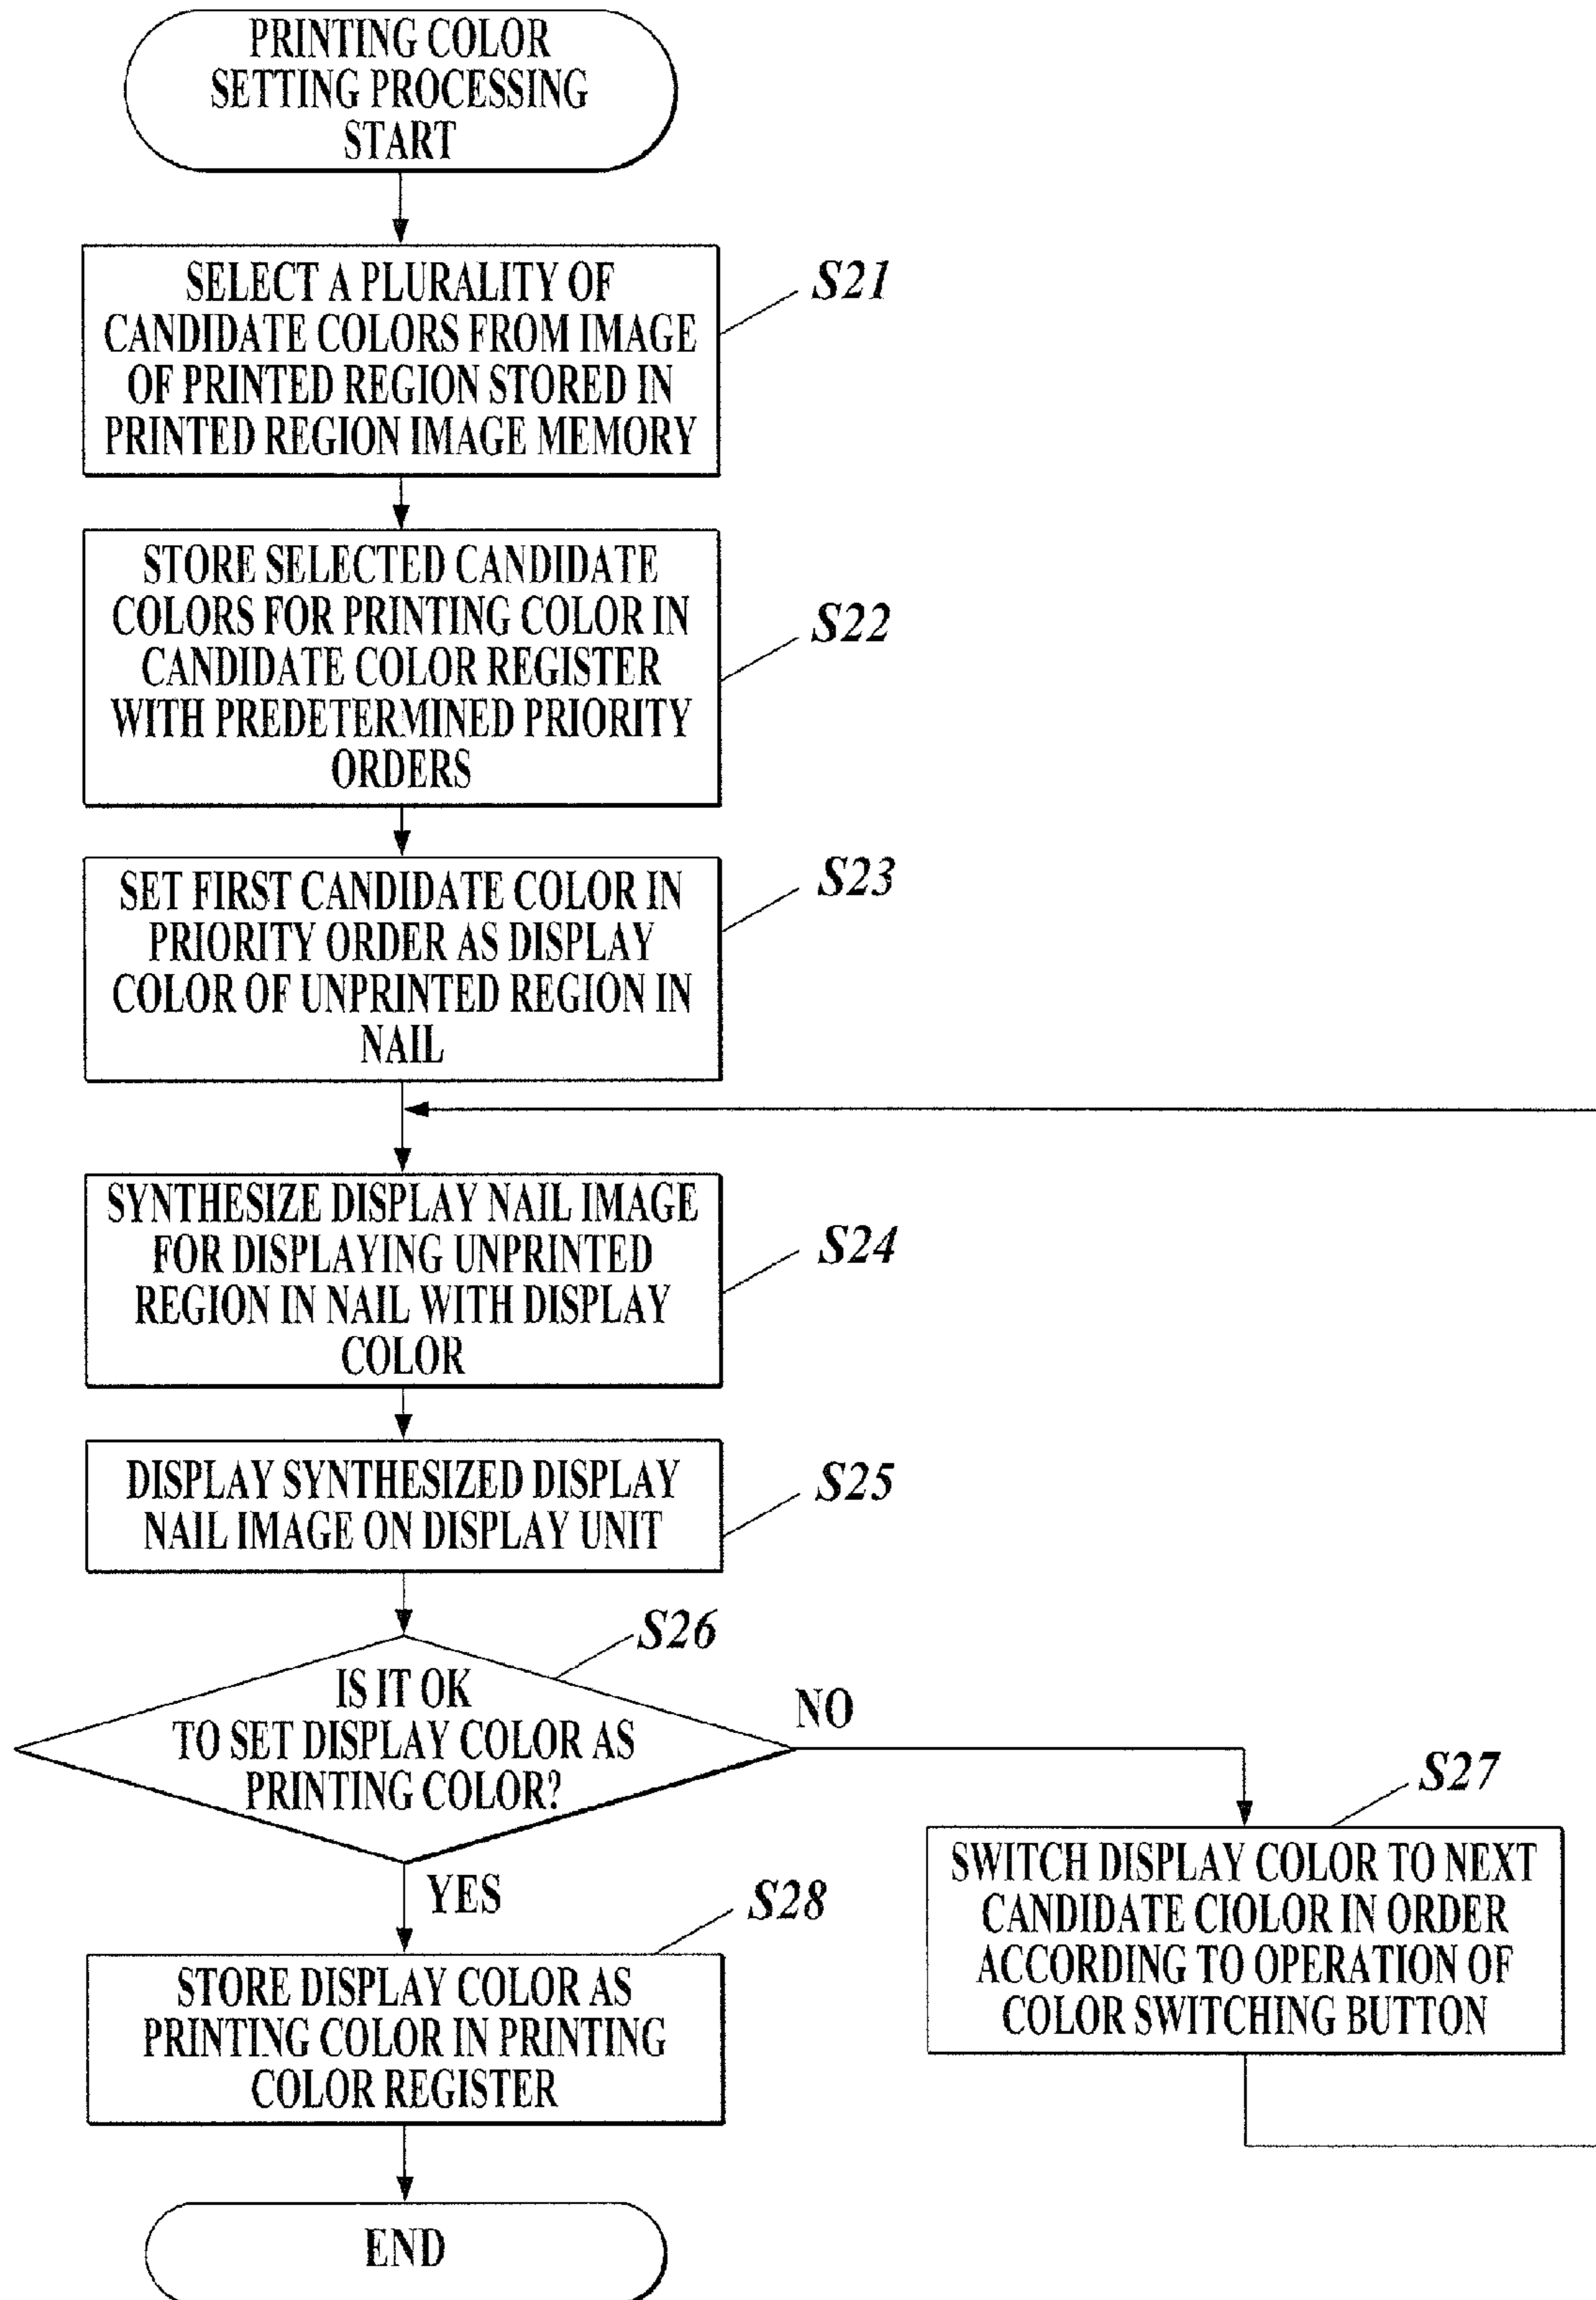 PRINTING COLOR
SETTING PROCESSING
START
SELECT A PLURALITY OF
CANDIDATE COLORS FROM IMAGE
OF PRINTED REGION STORED IN
PRINTED REGION IMAGE MEMORY
S21
STORE SELECTED CANDIDATE
COLORS FOR PRINTING COLOR IN
CANDIDATE COLOR REGISTER
WITH PREDETERMINED PRIORITY
ORDERS
S22
SET FIRST CANDIDATE COLOR IN
PRIORITY ORDER AS DISPLAY
COLOR OF UNPRINTED REGION IN
NAIL
S23
SYNTHESIZE DISPLAY NAIL IMAGE
FOR DISPLAYING UNPRINTED
REGION IN NAIL WITH DISPLAY
COLOR
S24
DISPLAY SYNTHESIZED DISPLAY
NAIL IMAGE ON DISPLAY UNIT
S25
IS IT OK
TO SET DISPLAY COLOR AS
PRINTING COLOR?
S26
NO
SWITCH DISPLAY COLOR TO NEXT
CANDIDATE CIOLOR IN ORDER
ACCORDING TO OPERATION OF
COLOR SWITCHING BUTTON
S27
YES
STORE DISPLAY COLOR AS
PRINTING COLOR IN PRINTING
COLOR REGISTER
S28
END